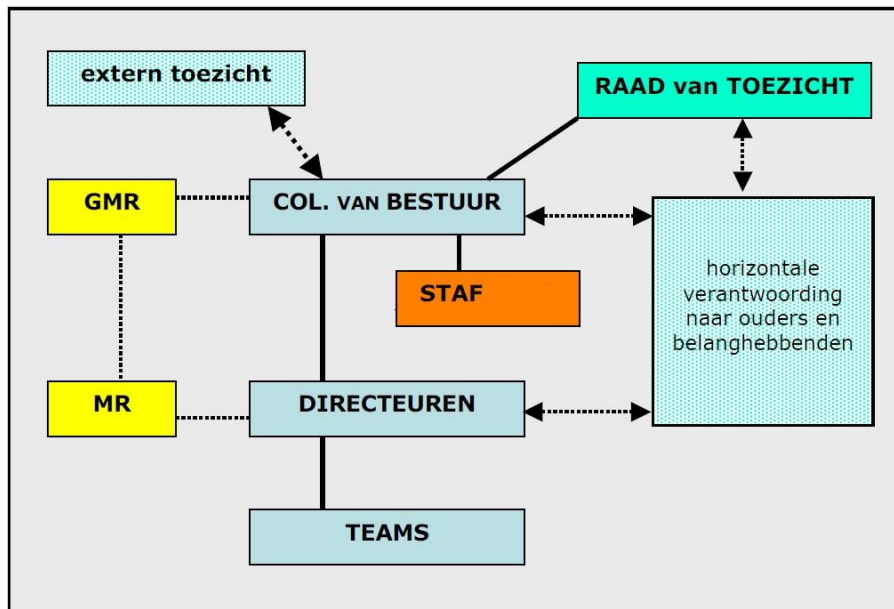 extern toezicht
RAAD van TOEZICHT
GMR
COL. VAN BESTUUR
STAF
horizontale
verantwoording
naar ouders en
belanghebbenden
MR
DIRECTEUREN
TEAMS